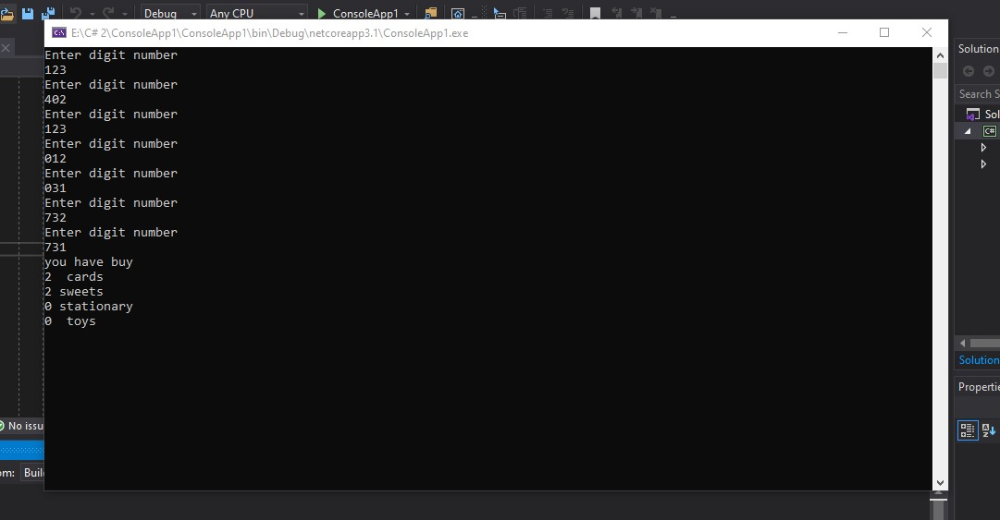 Debug Any CPU ConsoleApp1
E:\C# 2\ConsoleApp1\ConsoleApp1\bin\Debug\netcoreapp3.1\ConsoleApp1.exe
Enter digit number
123
Enter digit number
402
Enter digit number
123
Enter digit number
012
Enter digit number
031
Enter digit number
732
Enter digit number
731
you have buy
2  cards
2 sweets
0 stationary
0  toys
Solution
Search S
Sol
C#
Solution
Propertie
No issu
om: Buil